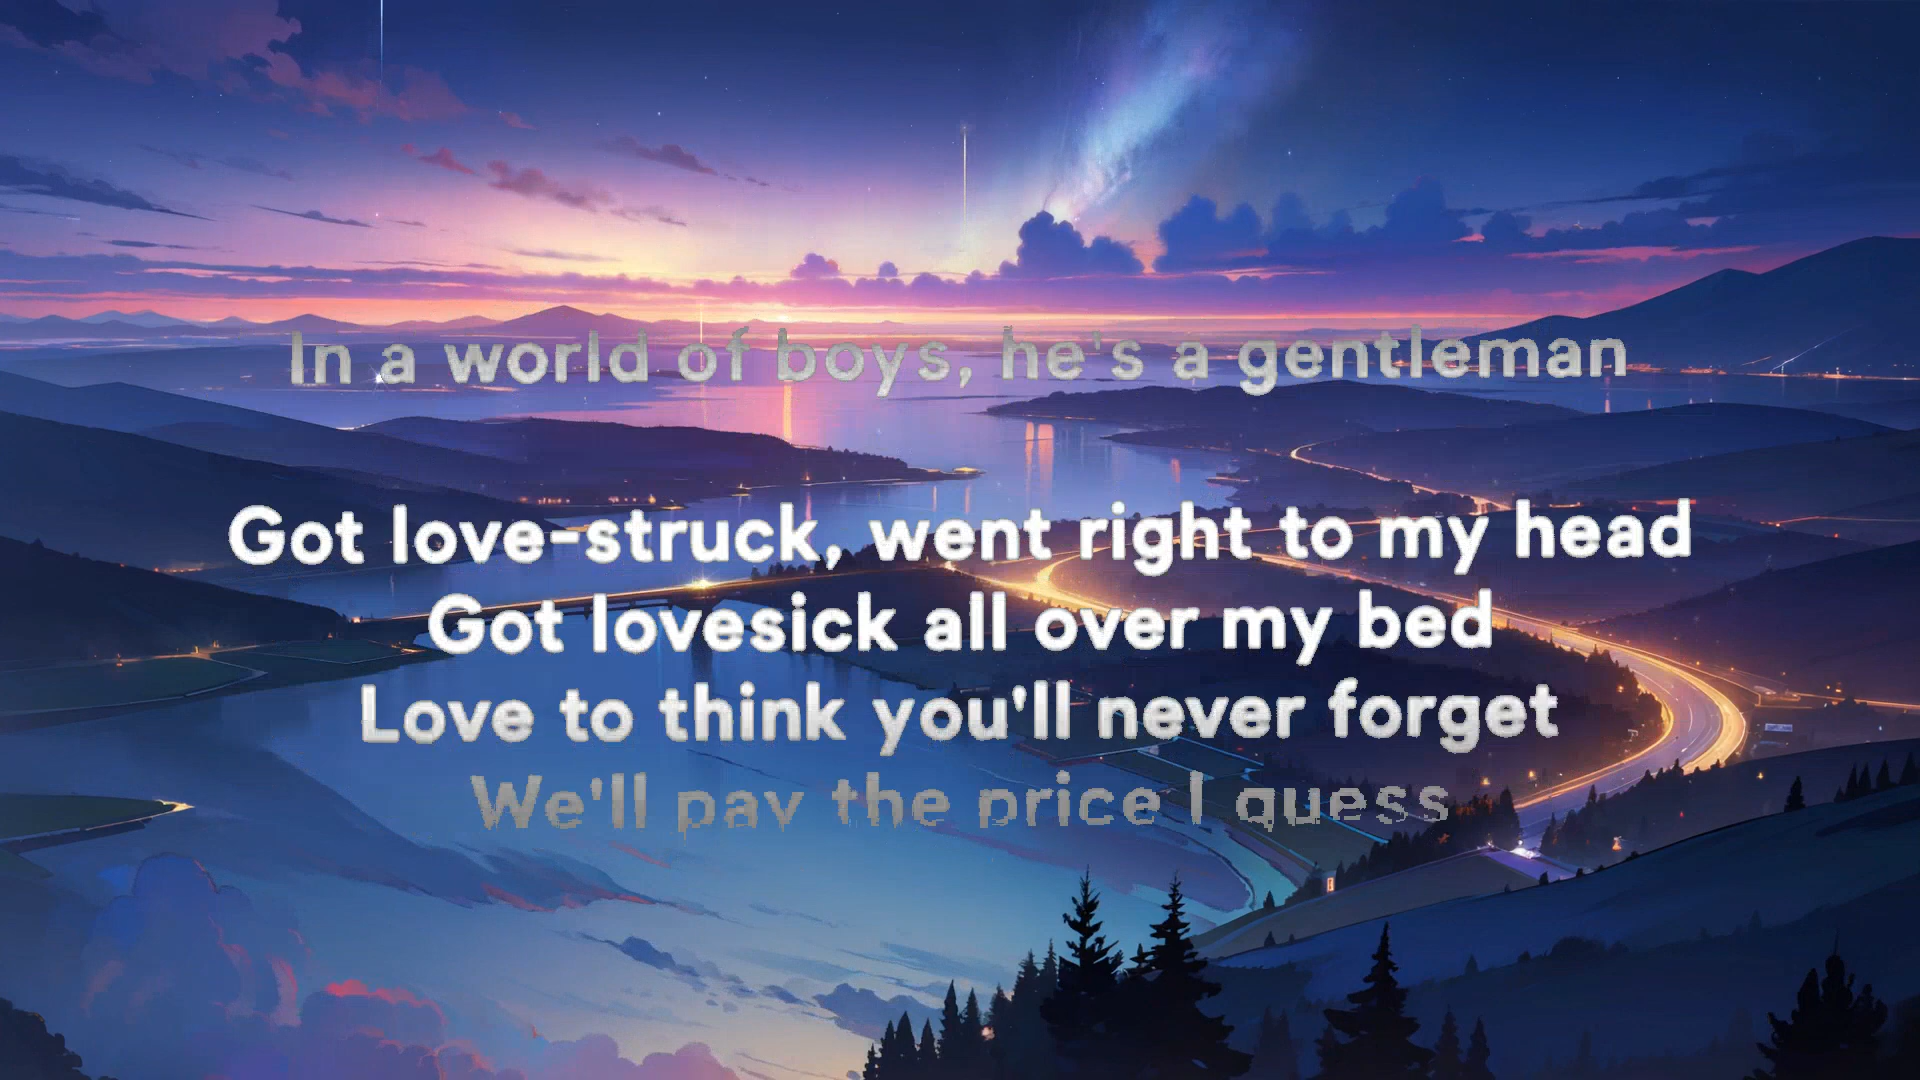 In a world of boys, he's a gentleman
Got love-struck, went right to my head
Got lovesick all over my bed
Love to think you'll never forget
We'll pay the price I guess